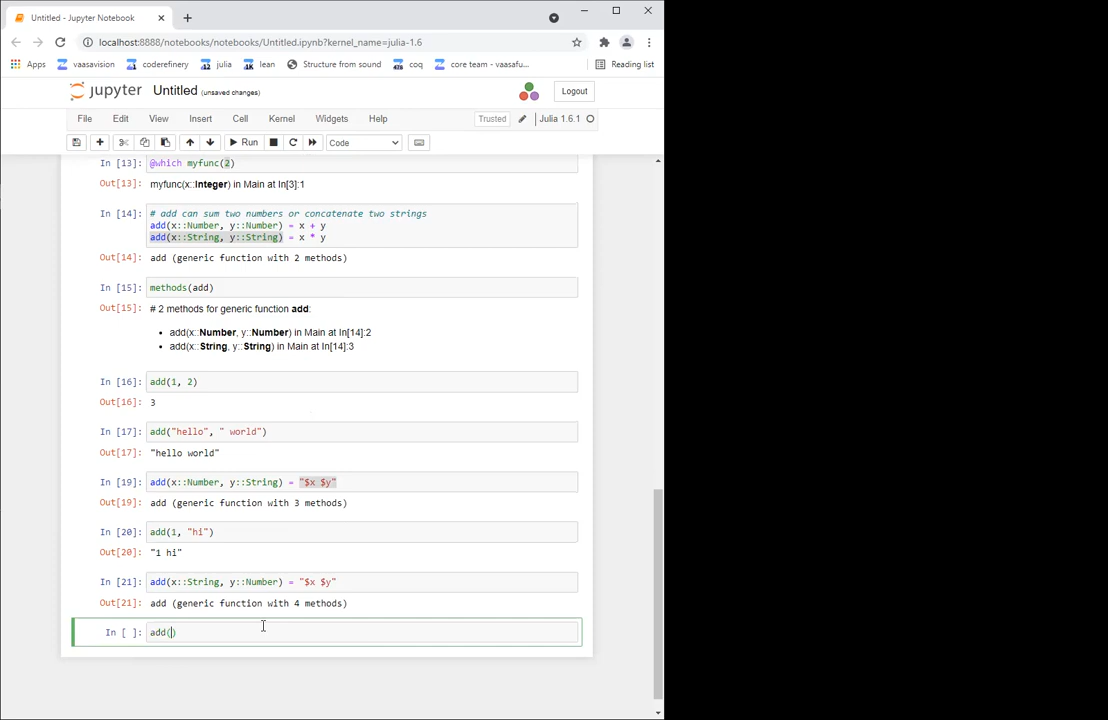 Untitled - Jupyter Notebook
localhost:8888/notebooks/notebooks/Untitled.ipynb?kernel_name=julia-1.6
Apps vaasavision coderefinery julia lean Structure from sound coq core team - vaasafu... Reading list
jupyter Untitled (unsaved changes) Logout
File Edit View Insert Cell Kernel Widgets Help Trusted Julia 1.6.1
Run Code
In [13]: @which myfunc(2)
Out[13]: myfunc(x::Integer) in Main at In[3]:1
In [14]: # add can sum two numbers or concatenate two strings
add(x::Number, y::Number) = x + y
add(x::String, y::String) = x * y
Out[14]: add (generic function with 2 methods)
In [15]: methods(add)
Out[15]: # 2 methods for generic function add:
• add(x::Number, y::Number) in Main at In[14]:2
• add(x::String, y::String) in Main at In[14]:3
In [16]: add(1, 2)
Out[16]: 3
In [17]: add("hello", " world")
Out[17]: "hello world"
In [19]: add(x::Number, y::String) = "$x $y"
Out[19]: add (generic function with 3 methods)
In [20]: add(1, "hi")
Out[20]: "1 hi"
In [21]: add(x::String, y::Number) = "$x $y"
Out[21]: add (generic function with 4 methods)
In [ ]: add()